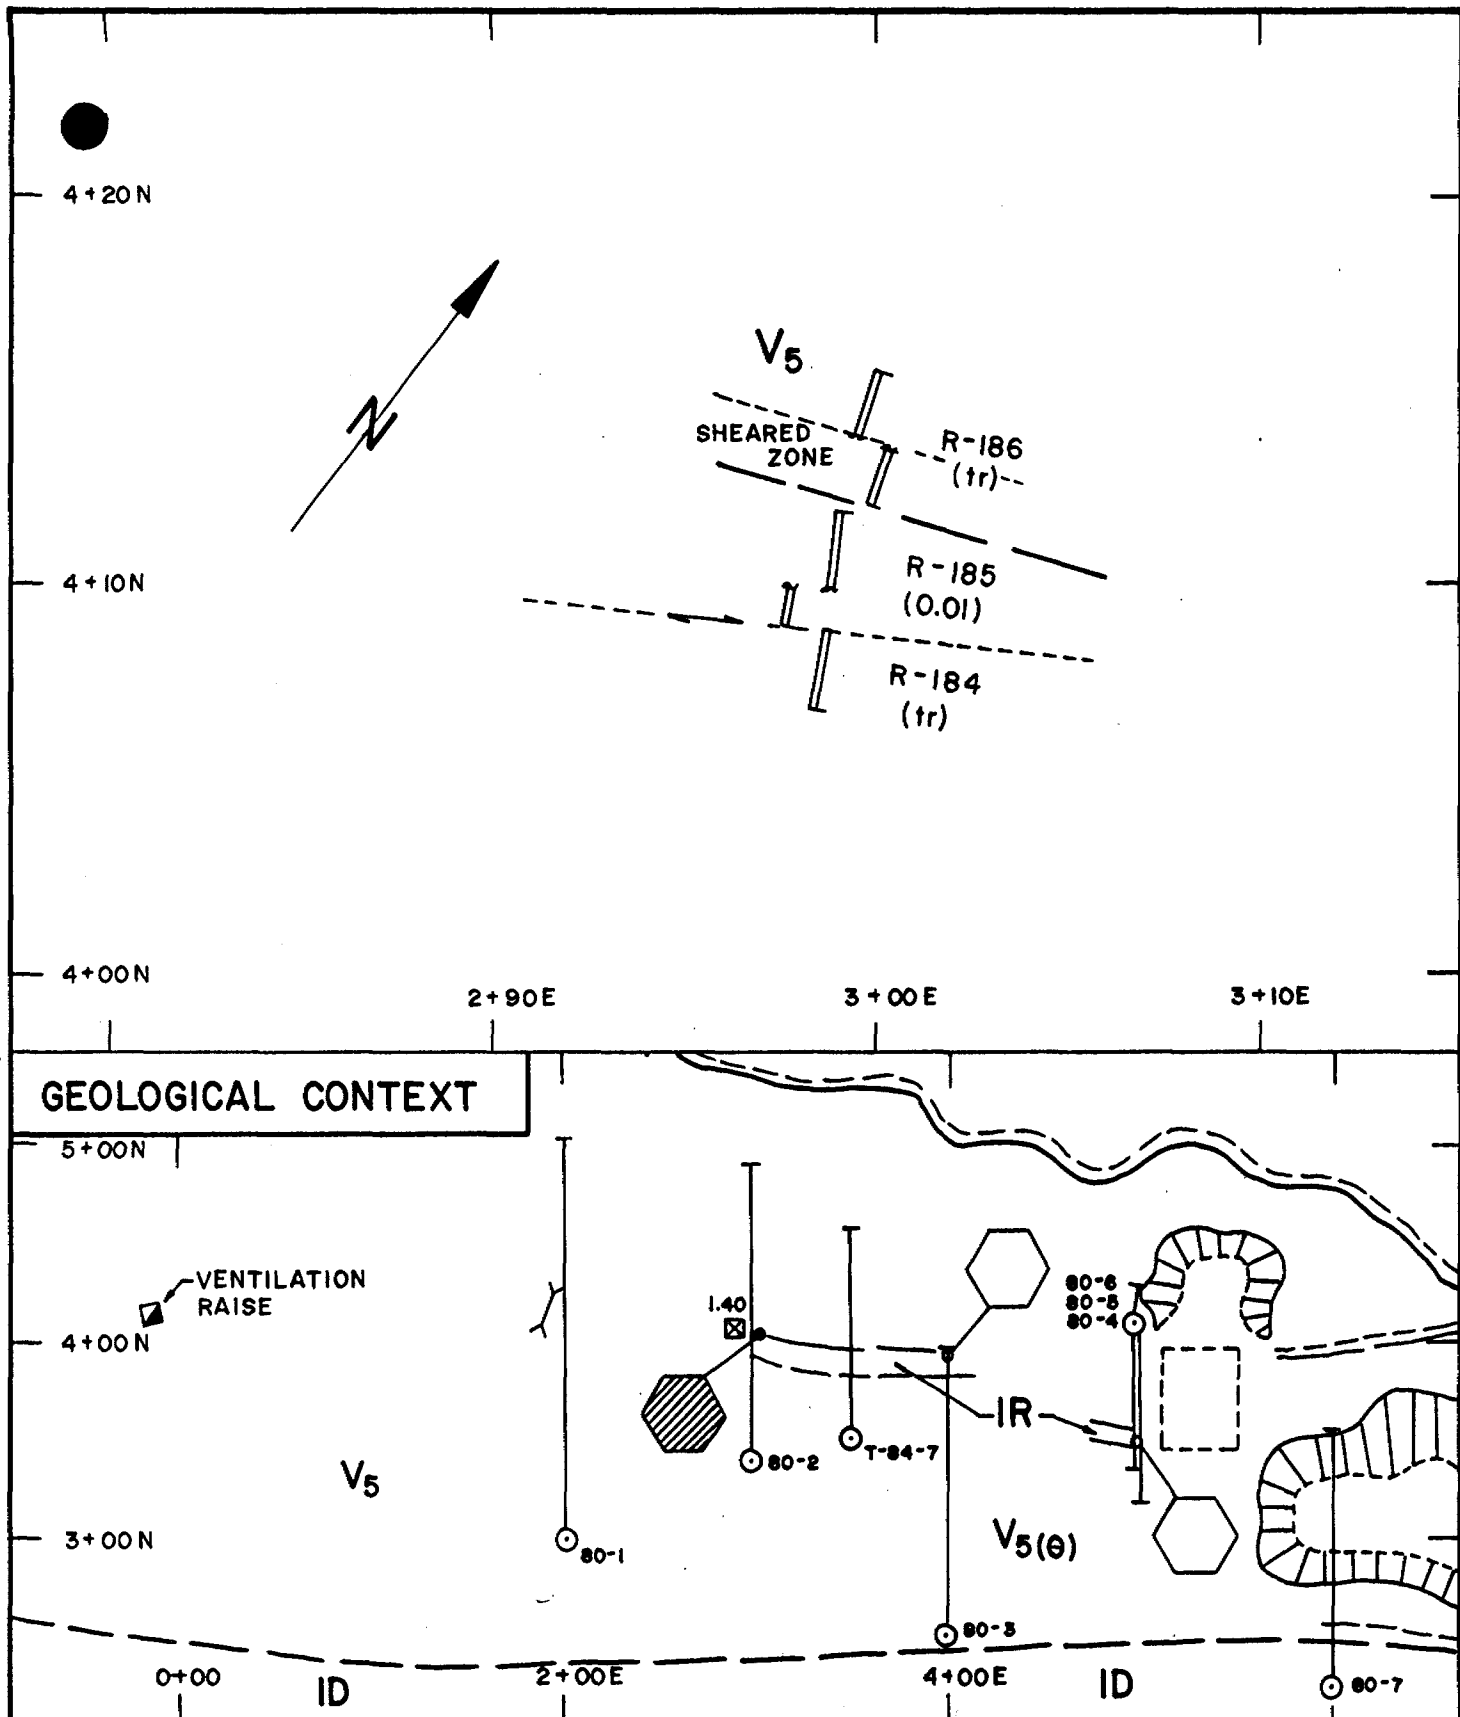 4+20N
N
V5
SHEARED
ZONE
R-186
(tr)
4+10N
R-185
(0.01)
R-184
(tr)
4+00N
2+90E
3+00E
3+10E
GEOLOGICAL CONTEXT
5+00N
VENTILATION
RAISE
1.40
80-6
80-5
80-4
4+00N
IR
T-84-7
80-2
V5
V5(θ)
3+00N
80-1
80-3
0+00
2+00E
4+00E
1D
1D
80-7